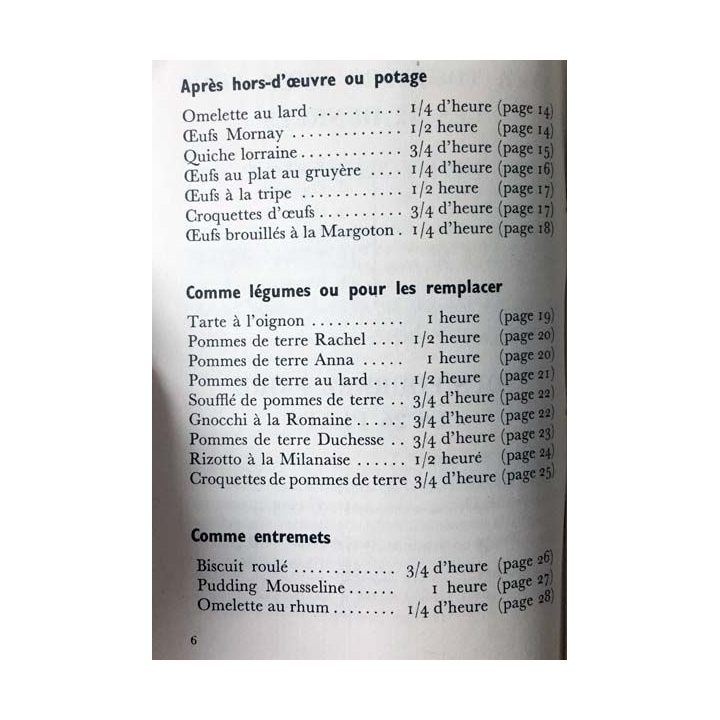 Après hors-d'œuvre ou potage
Omelette au lard .......... 1/4 d'heure (page 14)
Œufs Mornay ............. 1/2 heure (page 14)
Quiche lorraine ............ 3/4 d'heure (page 15)
Œufs au plat au gruyère .... 1/4 d'heure (page 16)
Œufs à la tripe ............ 1/2 heure (page 17)
Croquettes d'œufs .......... 3/4 d'heure (page 17)
Œufs brouillés à la Margoton . 1/4 d'heure (page 18)
Comme légumes ou pour les remplacer
Tarte à l'oignon ........... 1 heure (page 19)
Pommes de terre Rachel .... 1/2 heure (page 20)
Pommes de terre Anna ..... 1 heure (page 20)
Pommes de terre au lard .... 1/2 heure (page 21)
Soufflé de pommes de terre .. 3/4 d'heure (page 22)
Gnocchi à la Romaine ...... 3/4 d'heure (page 22)
Pommes de terre Duchesse .. 3/4 d'heure (page 23)
Rizotto à la Milanaise ...... 1/2 heuré (page 24)
Croquettes de pommes de terre 3/4 d'heure (page 25)
Comme entremets
Biscuit roulé ............. 3/4 d'heure (page 26)
Pudding Mousseline ...... 1 heure (page 27)
Omelette au rhum ........ 1/4 d'heure (page 28)
6